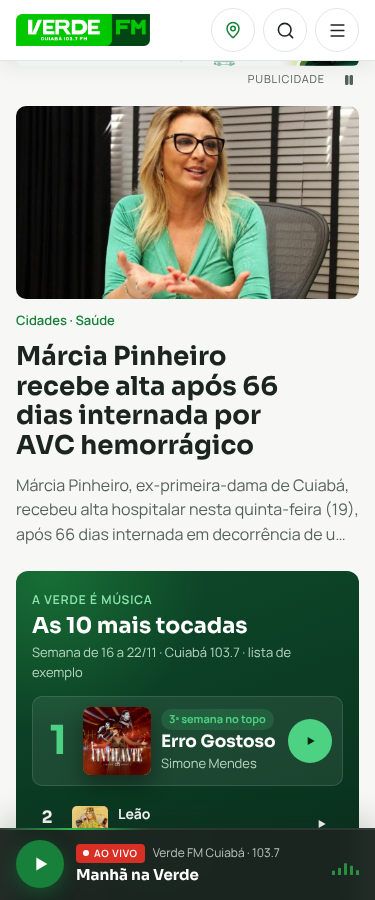 VERDE FM
CUIABÁ 103.7 FM
PUBLICIDADE
Cidades · Saúde
Márcia Pinheiro
recebe alta após 66
dias internada por
AVC hemorrágico
Márcia Pinheiro, ex-primeira-dama de Cuiabá,
recebeu alta hospitalar nesta quinta-feira (19),
após 66 dias internada em decorrência de u…
A VERDE É MÚSICA
As 10 mais tocadas
Semana de 16 a 22/11 · Cuiabá 103.7 · lista de
exemplo
1
3ª semana no topo
Erro Gostoso
Simone Mendes
2
Leão
AO VIVO
Verde FM Cuiabá · 103.7
Manhã na Verde